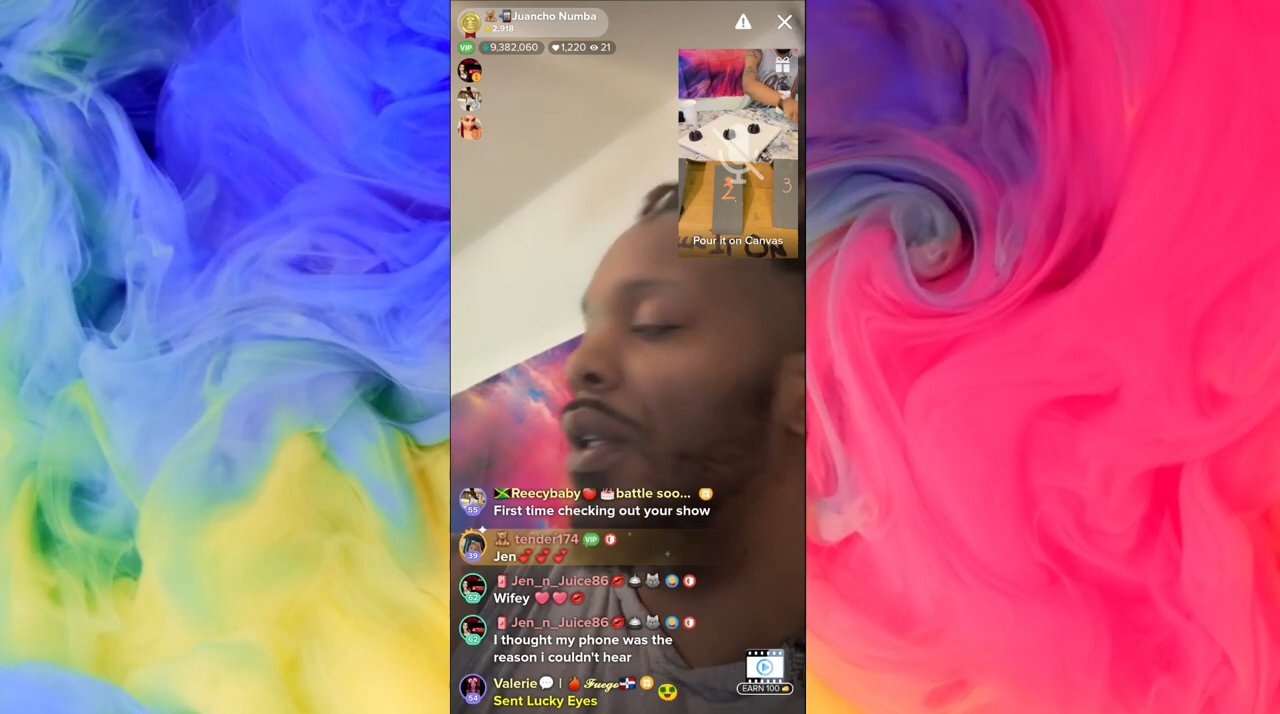 Juancho Numba
2,918
VIP
9,382,060
1,220
21
2
3
Pour it on Canvas
IT ON
55
Reecybaby battle soo...
First time checking out your show
39
tender174 VIP
Jen
62
Jen_n_Juice86
Wifey
62
Jen_n_Juice86
I thought my phone was the
reason i couldn't hear
54
Valerie | 𝓕𝓾𝓮𝓰𝓸
Sent Lucky Eyes
EARN 100